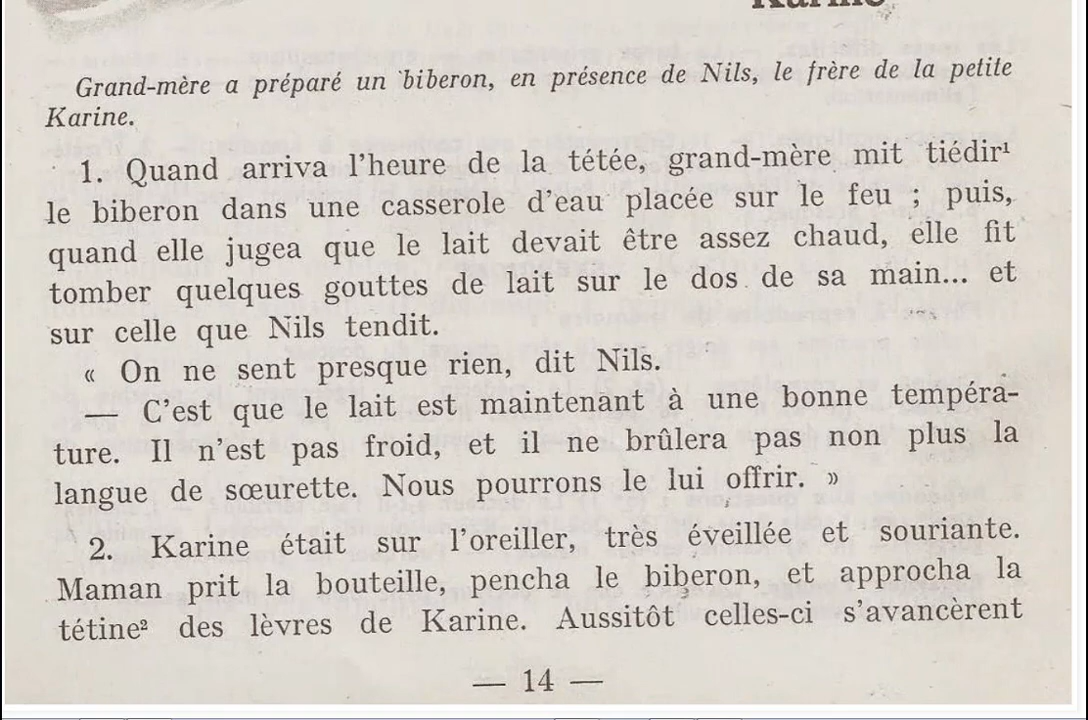 Grand-mère a préparé un biberon, en présence de Nils, le frère de la petite
Karine.
1. Quand arriva l'heure de la tétée, grand-mère mit tiédir¹
le biberon dans une casserole d'eau placée sur le feu ; puis,
quand elle jugea que le lait devait être assez chaud, elle fit
tomber quelques gouttes de lait sur le dos de sa main... et
sur celle que Nils tendit.
« On ne sent presque rien, dit Nils.
— C'est que le lait est maintenant à une bonne tempéra-
ture. Il n'est pas froid, et il ne brûlera pas non plus la
langue de sœurette. Nous pourrons le lui offrir. »
2. Karine était sur l'oreiller, très éveillée et souriante.
Maman prit la bouteille, pencha le biberon, et approcha la
tétine² des lèvres de Karine. Aussitôt celles-ci s'avancèrent
— 14 —